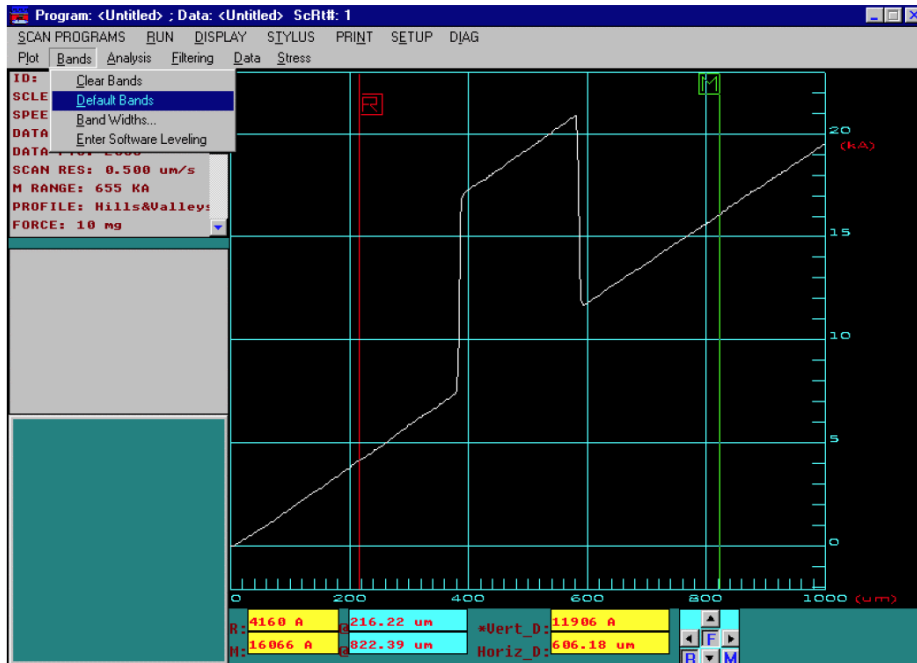 Program: <Untitled> ; Data: <Untitled> ScRt#: 1
SCAN PROGRAMS RUN DISPLAY STYLUS PRINT SETUP DIAG
Plot Bands Analysis Filtering Data Stress
Clear Bands
Default Bands
Band Widths...
Enter Software Leveling
ID:
SCLE
SPEE
DATA
SCAN RES: 0.500 um/s
M RANGE: 655 KA
PROFILE: Hills&Valleys
FORCE: 10 mg
R
M
20
(kA)
15
10
5
0
0 200 400 600 800 1000 (um)
R: 4160 A @ 216.22 um *Vert_D: 11906 A
M: 16066 A @ 822.39 um Horiz_D: 606.18 um
F
R M